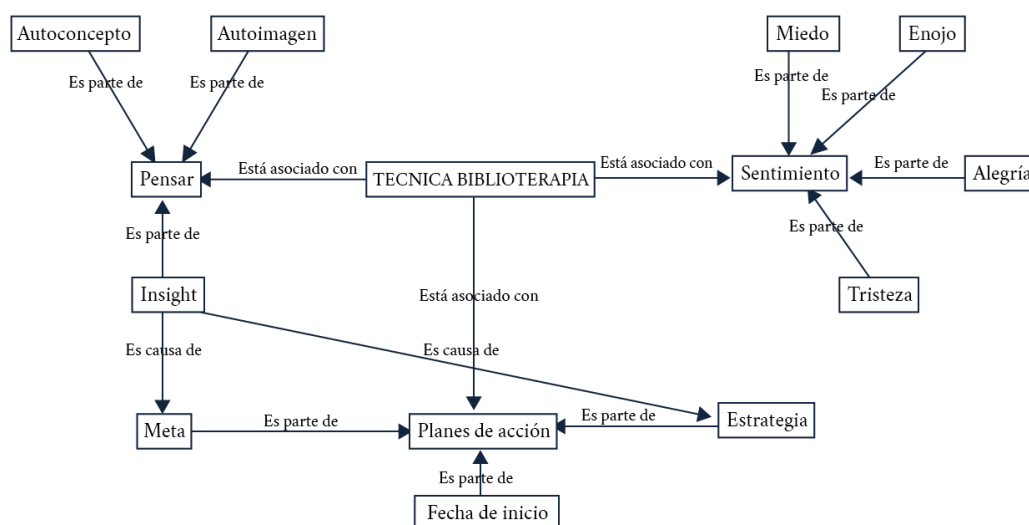 Autoconcepto
Autoimagen
Miedo
Enojo
Es parte de
Es parte de
Es parte de
Es parte de
Pensar
Está asociado con
TECNICA BIBLIOTERAPIA
Está asociado con
Sentimiento
Es parte de
Alegría
Es parte de
Es parte de
Insight
Está asociado con
Tristeza
Es causa de
Es causa de
Meta
Es parte de
Planes de acción
Es parte de
Estrategia
Es parte de
Fecha de inicio